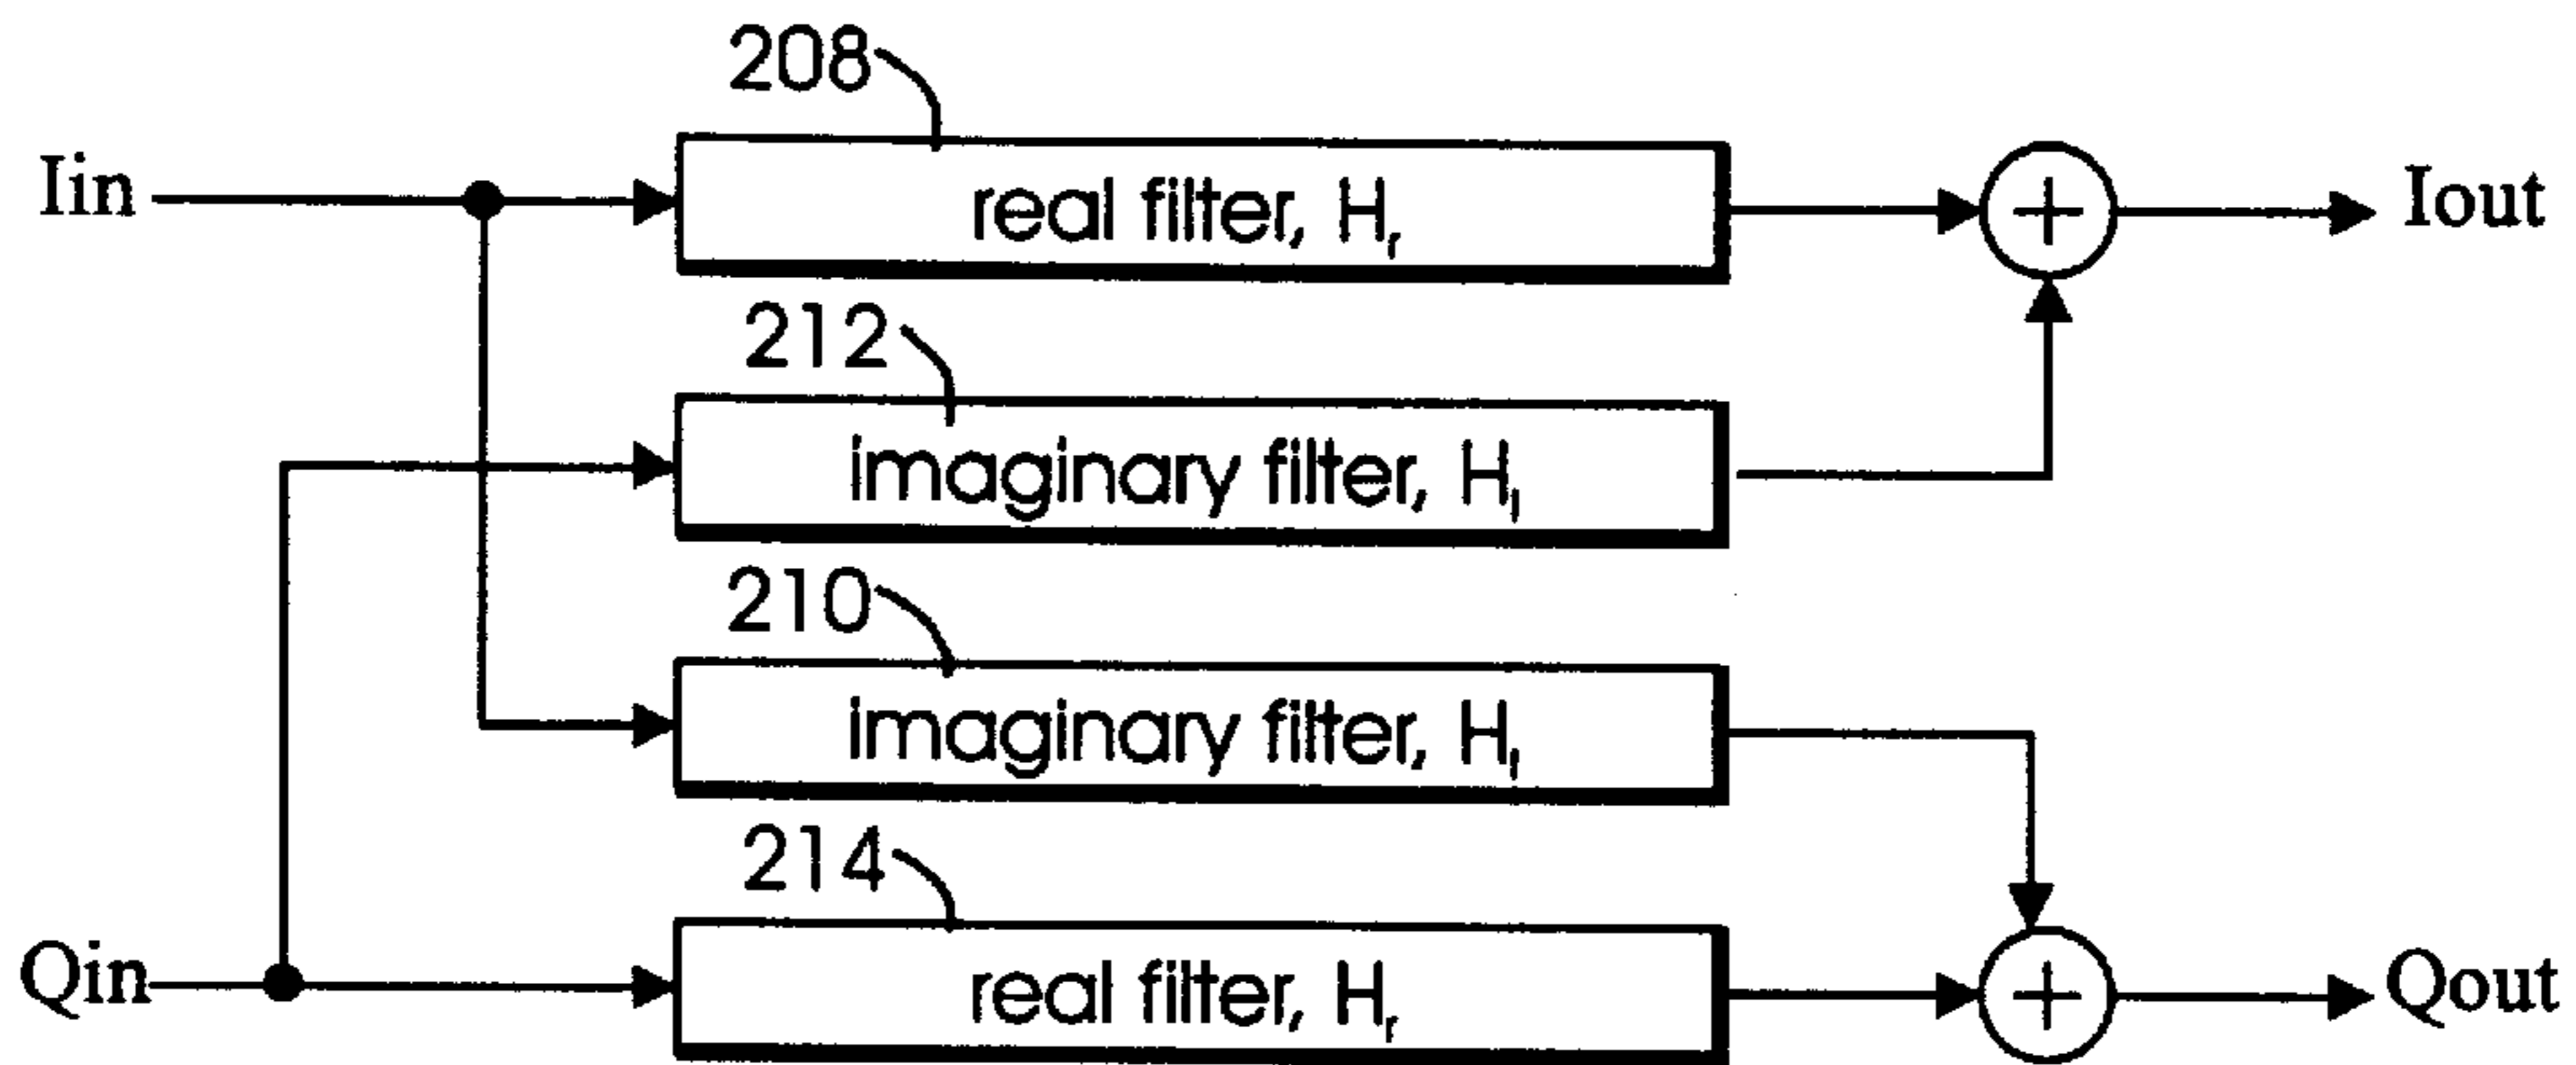 208
Iin
real filter, Hr
+
Iout
212
imaginary filter, HI
210
imaginary filter, HI
214
Qin
real filter, Hr
+
Qout